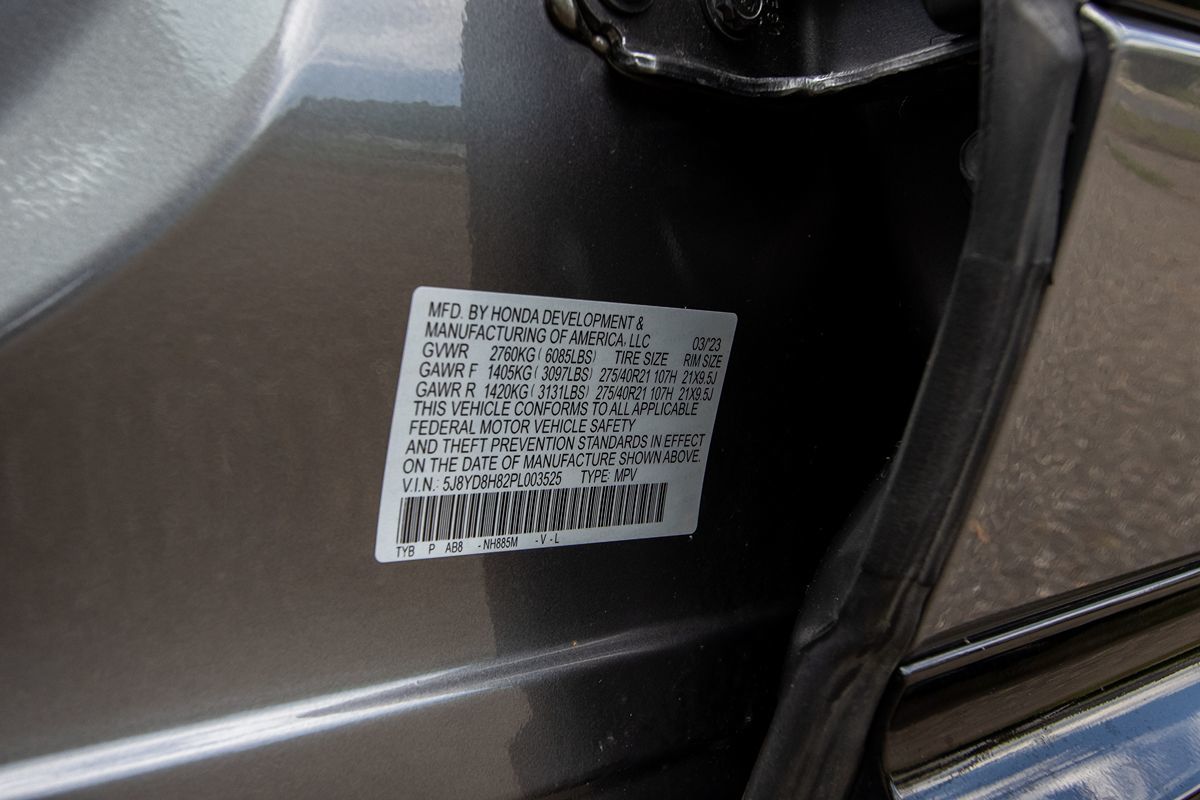 MFD. BY HONDA DEVELOPMENT &
MANUFACTURING OF AMERICA, LLC 03/'23
GVWR 2760KG ( 6085LBS) TIRE SIZE RIM SIZE
GAWR F 1405KG ( 3097LBS) 275/40R21 107H 21X9.5J
GAWR R 1420KG ( 3131LBS) 275/40R21 107H 21X9.5J
THIS VEHICLE CONFORMS TO ALL APPLICABLE
FEDERAL MOTOR VEHICLE SAFETY
AND THEFT PREVENTION STANDARDS IN EFFECT
ON THE DATE OF MANUFACTURE SHOWN ABOVE.
V.I.N.: 5J8YD8H82PL003525 TYPE: MPV
TYB P AB8 - NH885M - V - L